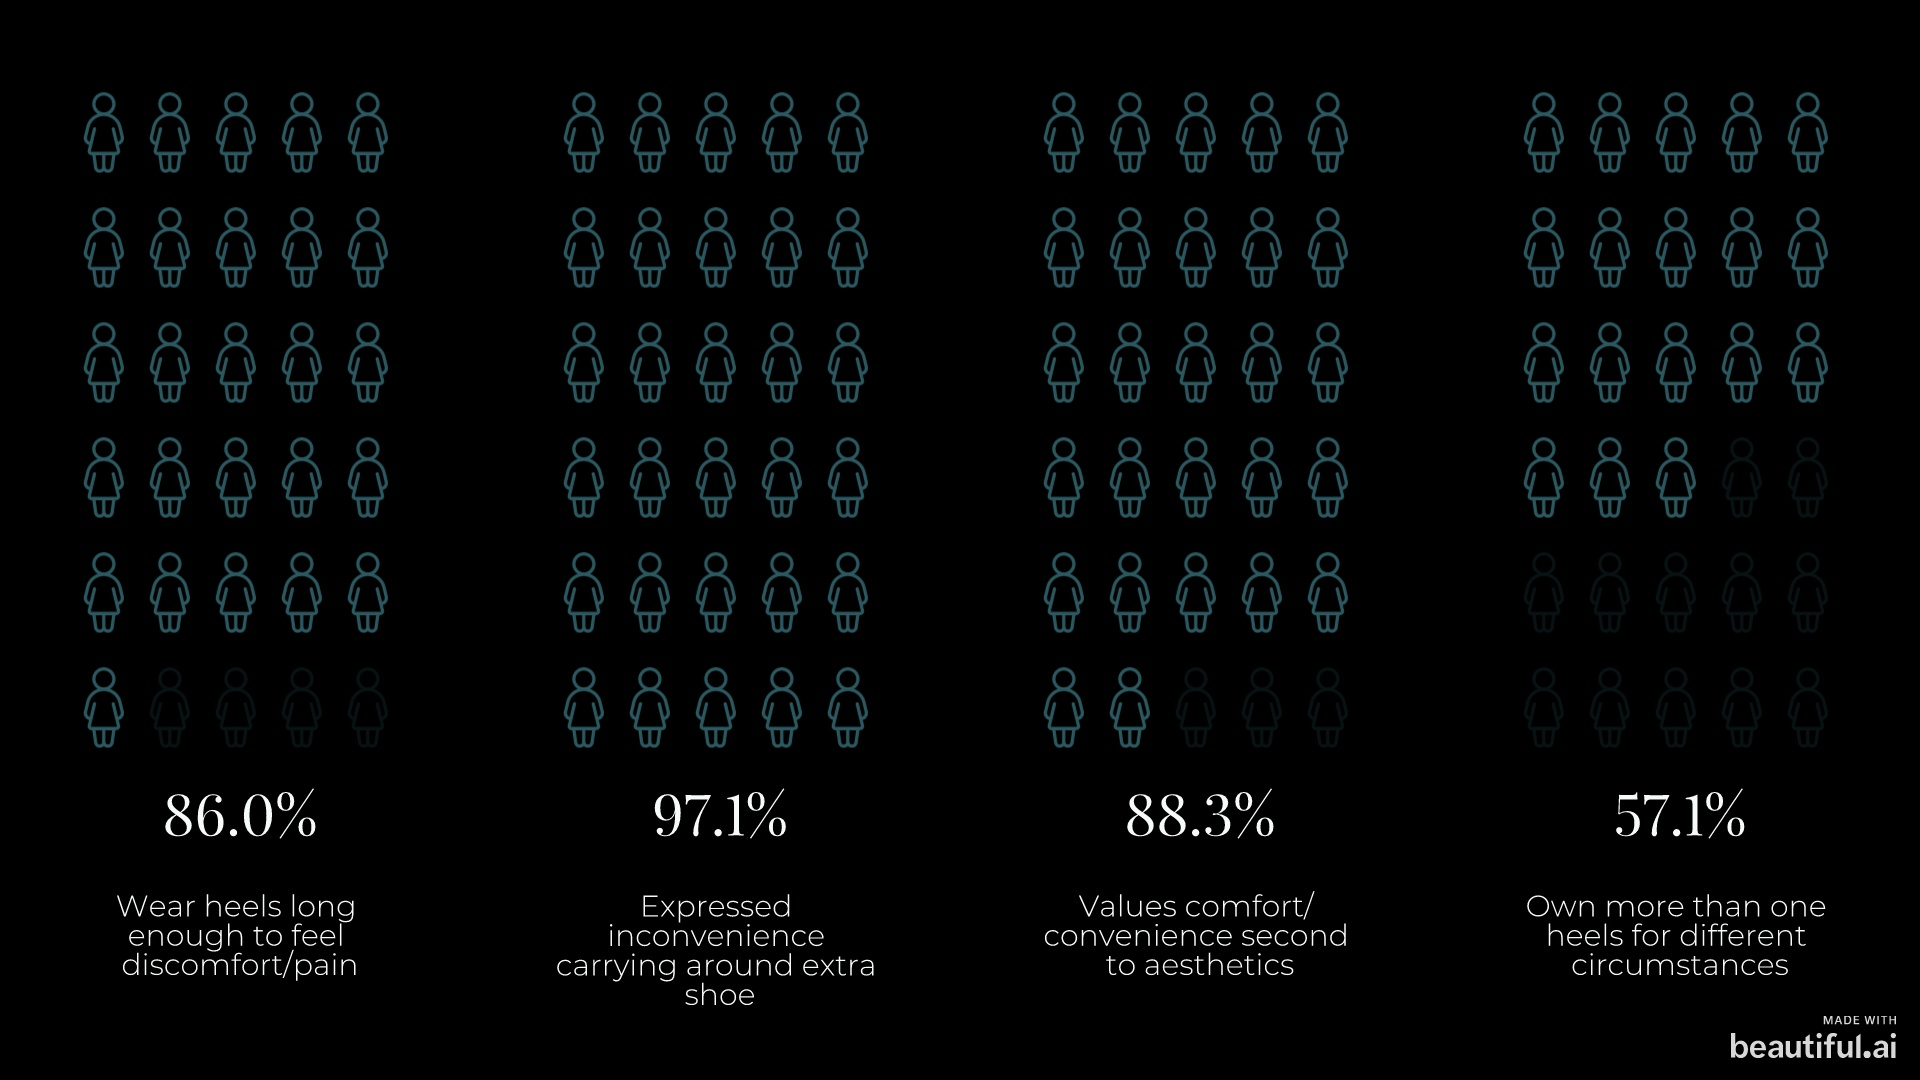 86.0%
Wear heels long
enough to feel
discomfort/pain
97.1%
Expressed
inconvenience
carrying around extra
shoe
88.3%
Values comfort/
convenience second
to aesthetics
57.1%
Own more than one
heels for different
circumstances
MADE WITH
beautiful.ai